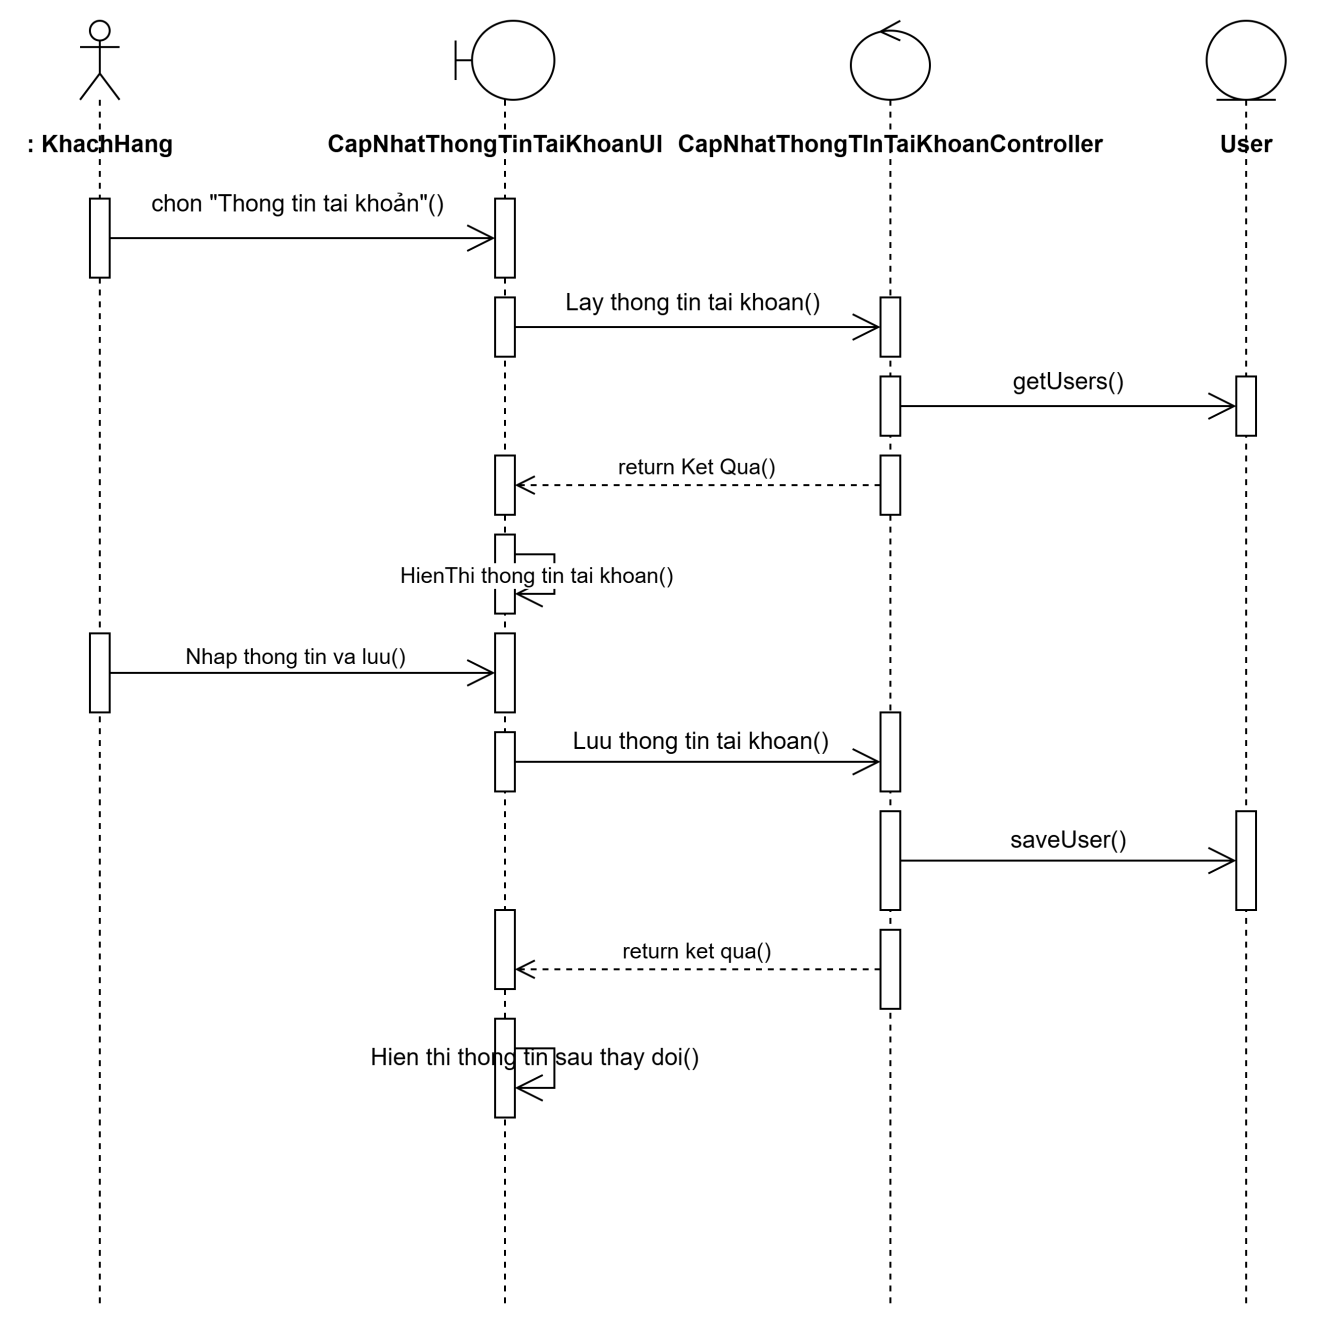 : KhachHang
CapNhatThongTinTaiKhoanUI
CapNhatThongTInTaiKhoanController
User
chon "Thong tin tai khoản"()
Lay thong tin tai khoan()
getUsers()
return Ket Qua()
HienThi thong tin tai khoan()
Nhap thong tin va luu()
Luu thong tin tai khoan()
saveUser()
return ket qua()
Hien thi thong tin sau thay doi()